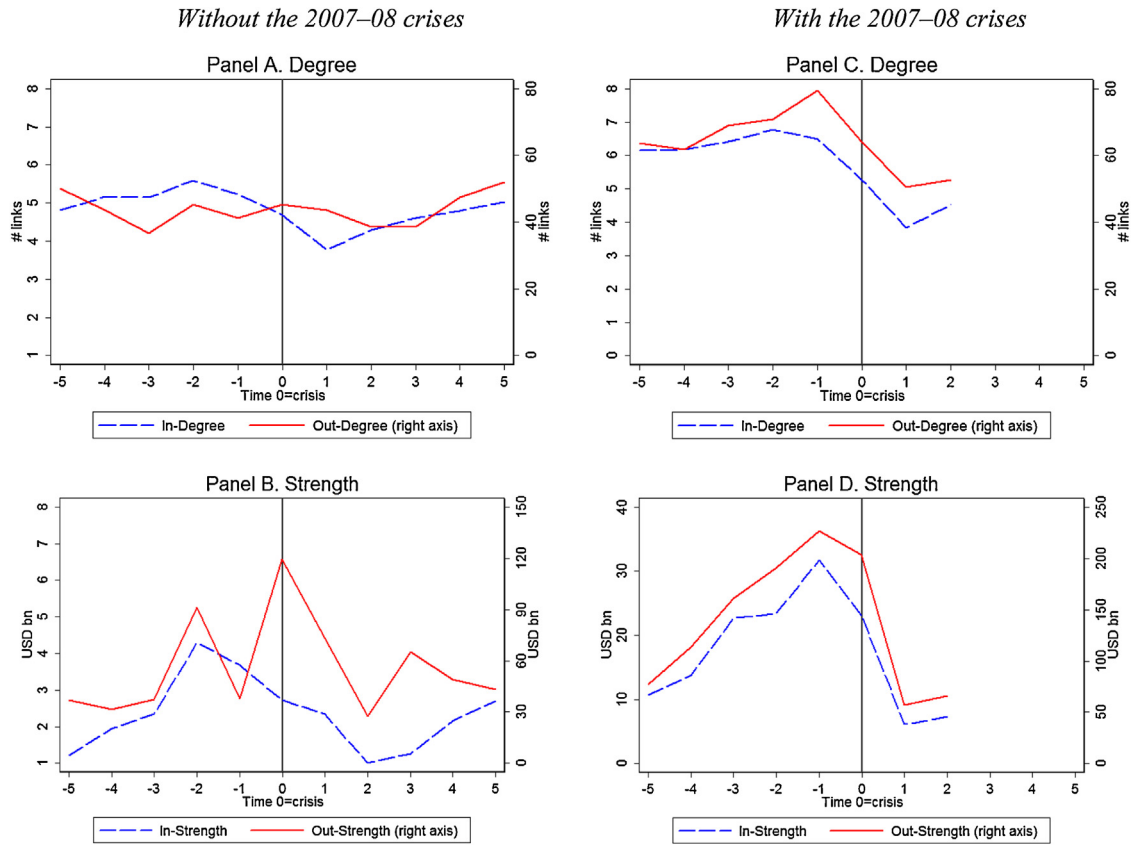 Without the 2007–08 crises
With the 2007–08 crises
Panel A. Degree
8
7
6
5
4
3
2
1
# links
80
60
40
20
0
# links
-5 -4 -3 -2 -1 0 1 2 3 4 5
Time 0=crisis
In-Degree Out-Degree (right axis)
Panel C. Degree
8
7
6
5
4
3
2
1
0
# links
80
60
40
20
0
# links
-5 -4 -3 -2 -1 0 1 2 3 4 5
Time 0=crisis
In-Degree Out-Degree (right axis)
Panel B. Strength
8
7
6
5
4
3
2
1
USD bn
150
120
90
60
30
0
USD bn
-5 -4 -3 -2 -1 0 1 2 3 4 5
Time 0=crisis
In-Strength Out-Strength (right axis)
Panel D. Strength
40
30
20
10
0
USD bn
250
200
150
100
50
0
USD bn
-5 -4 -3 -2 -1 0 1 2 3 4 5
Time 0=crisis
In-Strength Out-Strength (right axis)